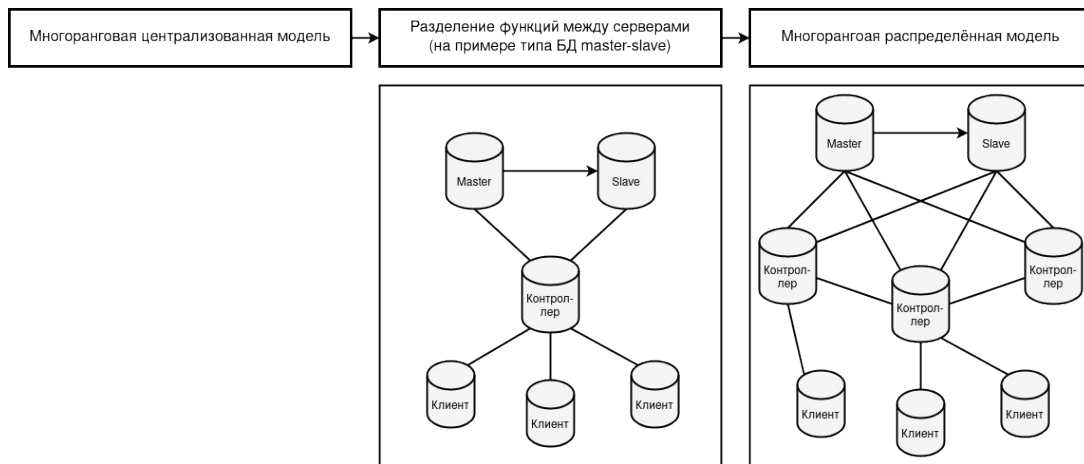 Многоранговая централизованная модель
Разделение функций между серверами
(на примере типа БД master-slave)
Многорангоая распределённая модель
Master
Slave
Контрол-
лер
Клиент
Клиент
Клиент
Master
Slave
Контрол-
лер
Контрол-
лер
Контрол-
лер
Клиент
Клиент
Клиент